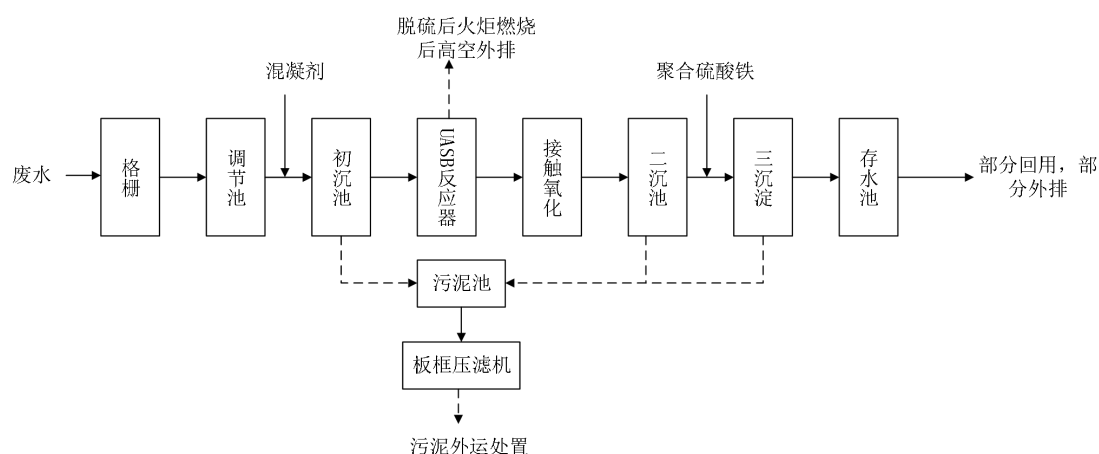 脱硫后火炬燃烧
后高空外排
混凝剂
聚合硫酸铁
废水
格栅
调节池
初沉池
UASB反应器
接触氧化
二沉池
三沉淀
存水池
部分回用，部
分外排
污泥池
板框压滤机
污泥外运处置